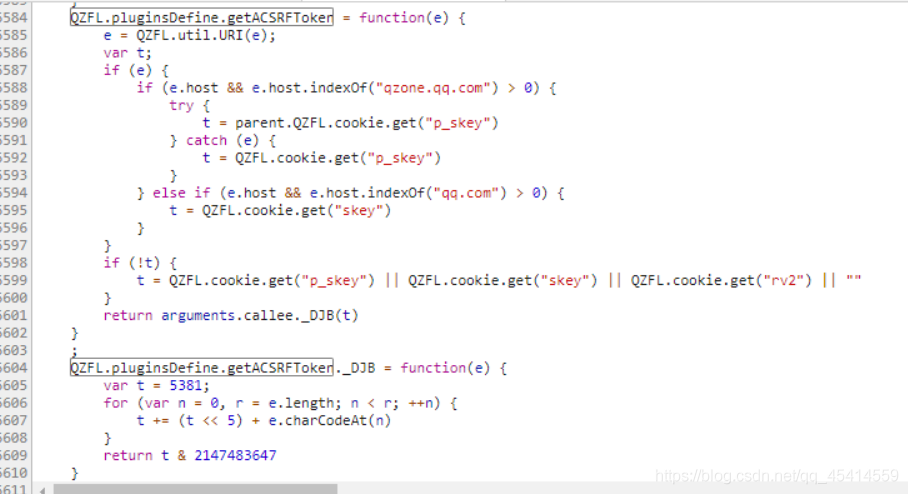 5584 QZFL.pluginsDefine.getACSRFToken = function(e) {
5585 e = QZFL.util.URI(e);
5586 var t;
5587 if (e) {
5588 if (e.host && e.host.indexOf("qzone.qq.com") > 0) {
5589 try {
5590 t = parent.QZFL.cookie.get("p_skey")
5591 } catch (e) {
5592 t = QZFL.cookie.get("p_skey")
5593 }
5594 } else if (e.host && e.host.indexOf("qq.com") > 0) {
5595 t = QZFL.cookie.get("skey")
5596 }
5597 }
5598 if (!t) {
5599 t = QZFL.cookie.get("p_skey") || QZFL.cookie.get("skey") || QZFL.cookie.get("rv2") || ""
5600 }
5601 return arguments.callee._DJB(t)
5602 }
5603 ;
5604 QZFL.pluginsDefine.getACSRFToken._DJB = function(e) {
5605 var t = 5381;
5606 for (var n = 0, r = e.length; n < r; ++n) {
5607 t += (t << 5) + e.charCodeAt(n)
5608 }
5609 return t & 2147483647
5610 }
5611
https://blog.csdn.net/qq_45414559